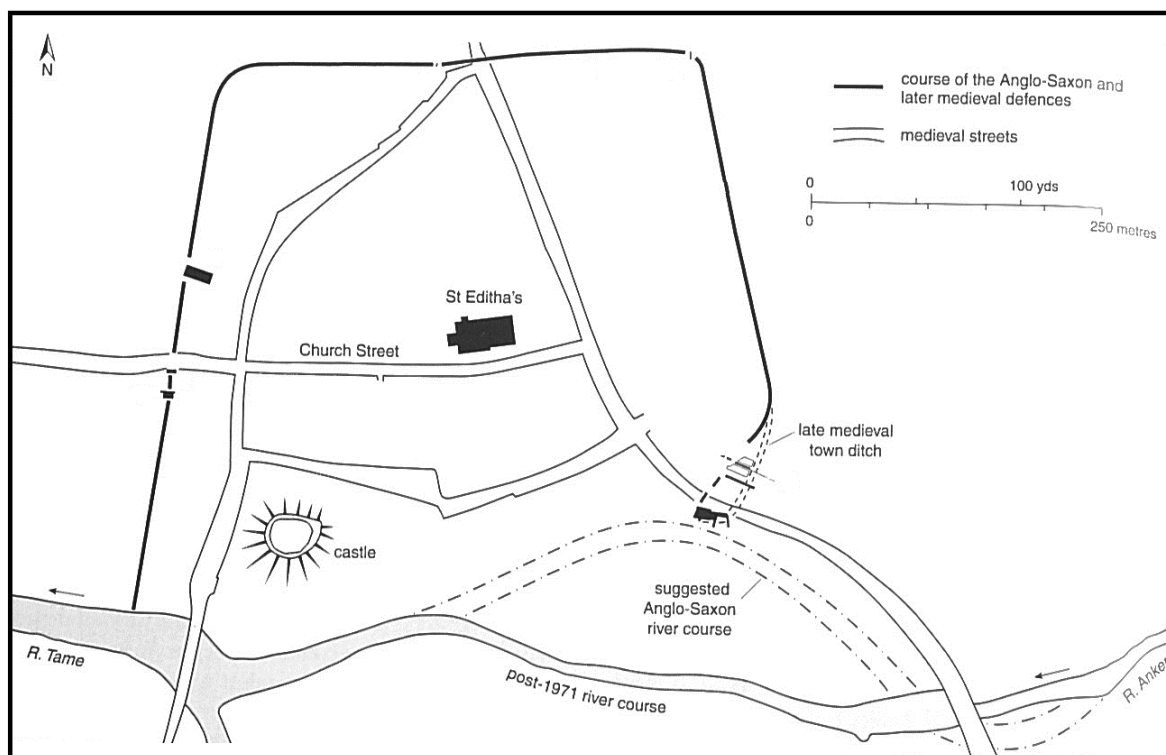 N
course of the Anglo-Saxon and
later medieval defences
medieval streets
0
100 yds
0
250 metres
St Editha's
Church Street
late medieval
town ditch
castle
suggested
Anglo-Saxon
river course
R. Tame
post-1971 river course
R. Anker